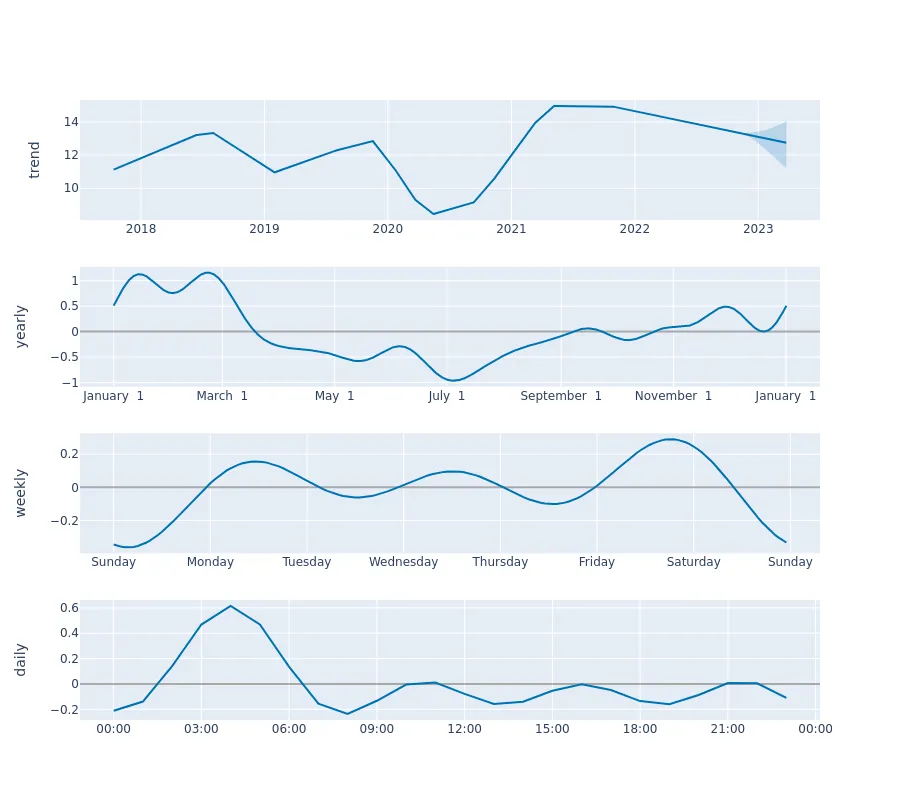 trend
14
12
10
2018 2019 2020 2021 2022 2023
yearly
1
0.5
0
−0.5
−1
January 1 March 1 May 1 July 1 September 1 November 1 January 1
weekly
0.2
0
−0.2
Sunday Monday Tuesday Wednesday Thursday Friday Saturday Sunday
daily
0.6
0.4
0.2
0
−0.2
00:00 03:00 06:00 09:00 12:00 15:00 18:00 21:00 00:00